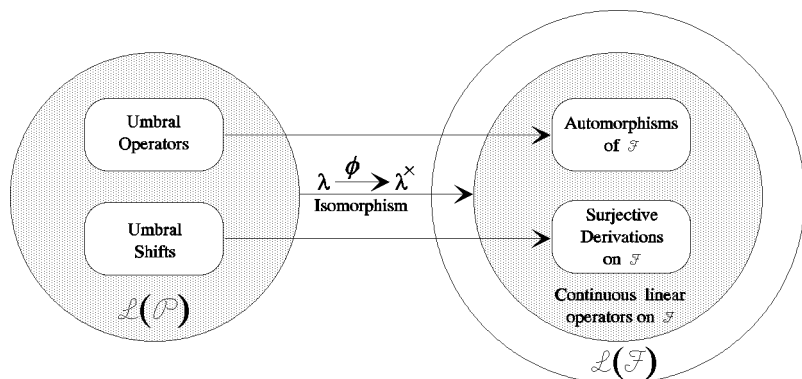 Umbral
Operators
Automorphisms
of ℱ
λ ϕ λ×
Isomorphism
Umbral
Shifts
Surjective
Derivations
on ℱ
ℒ(𝒫)
Continuous linear
operators on ℱ
ℒ(ℱ)